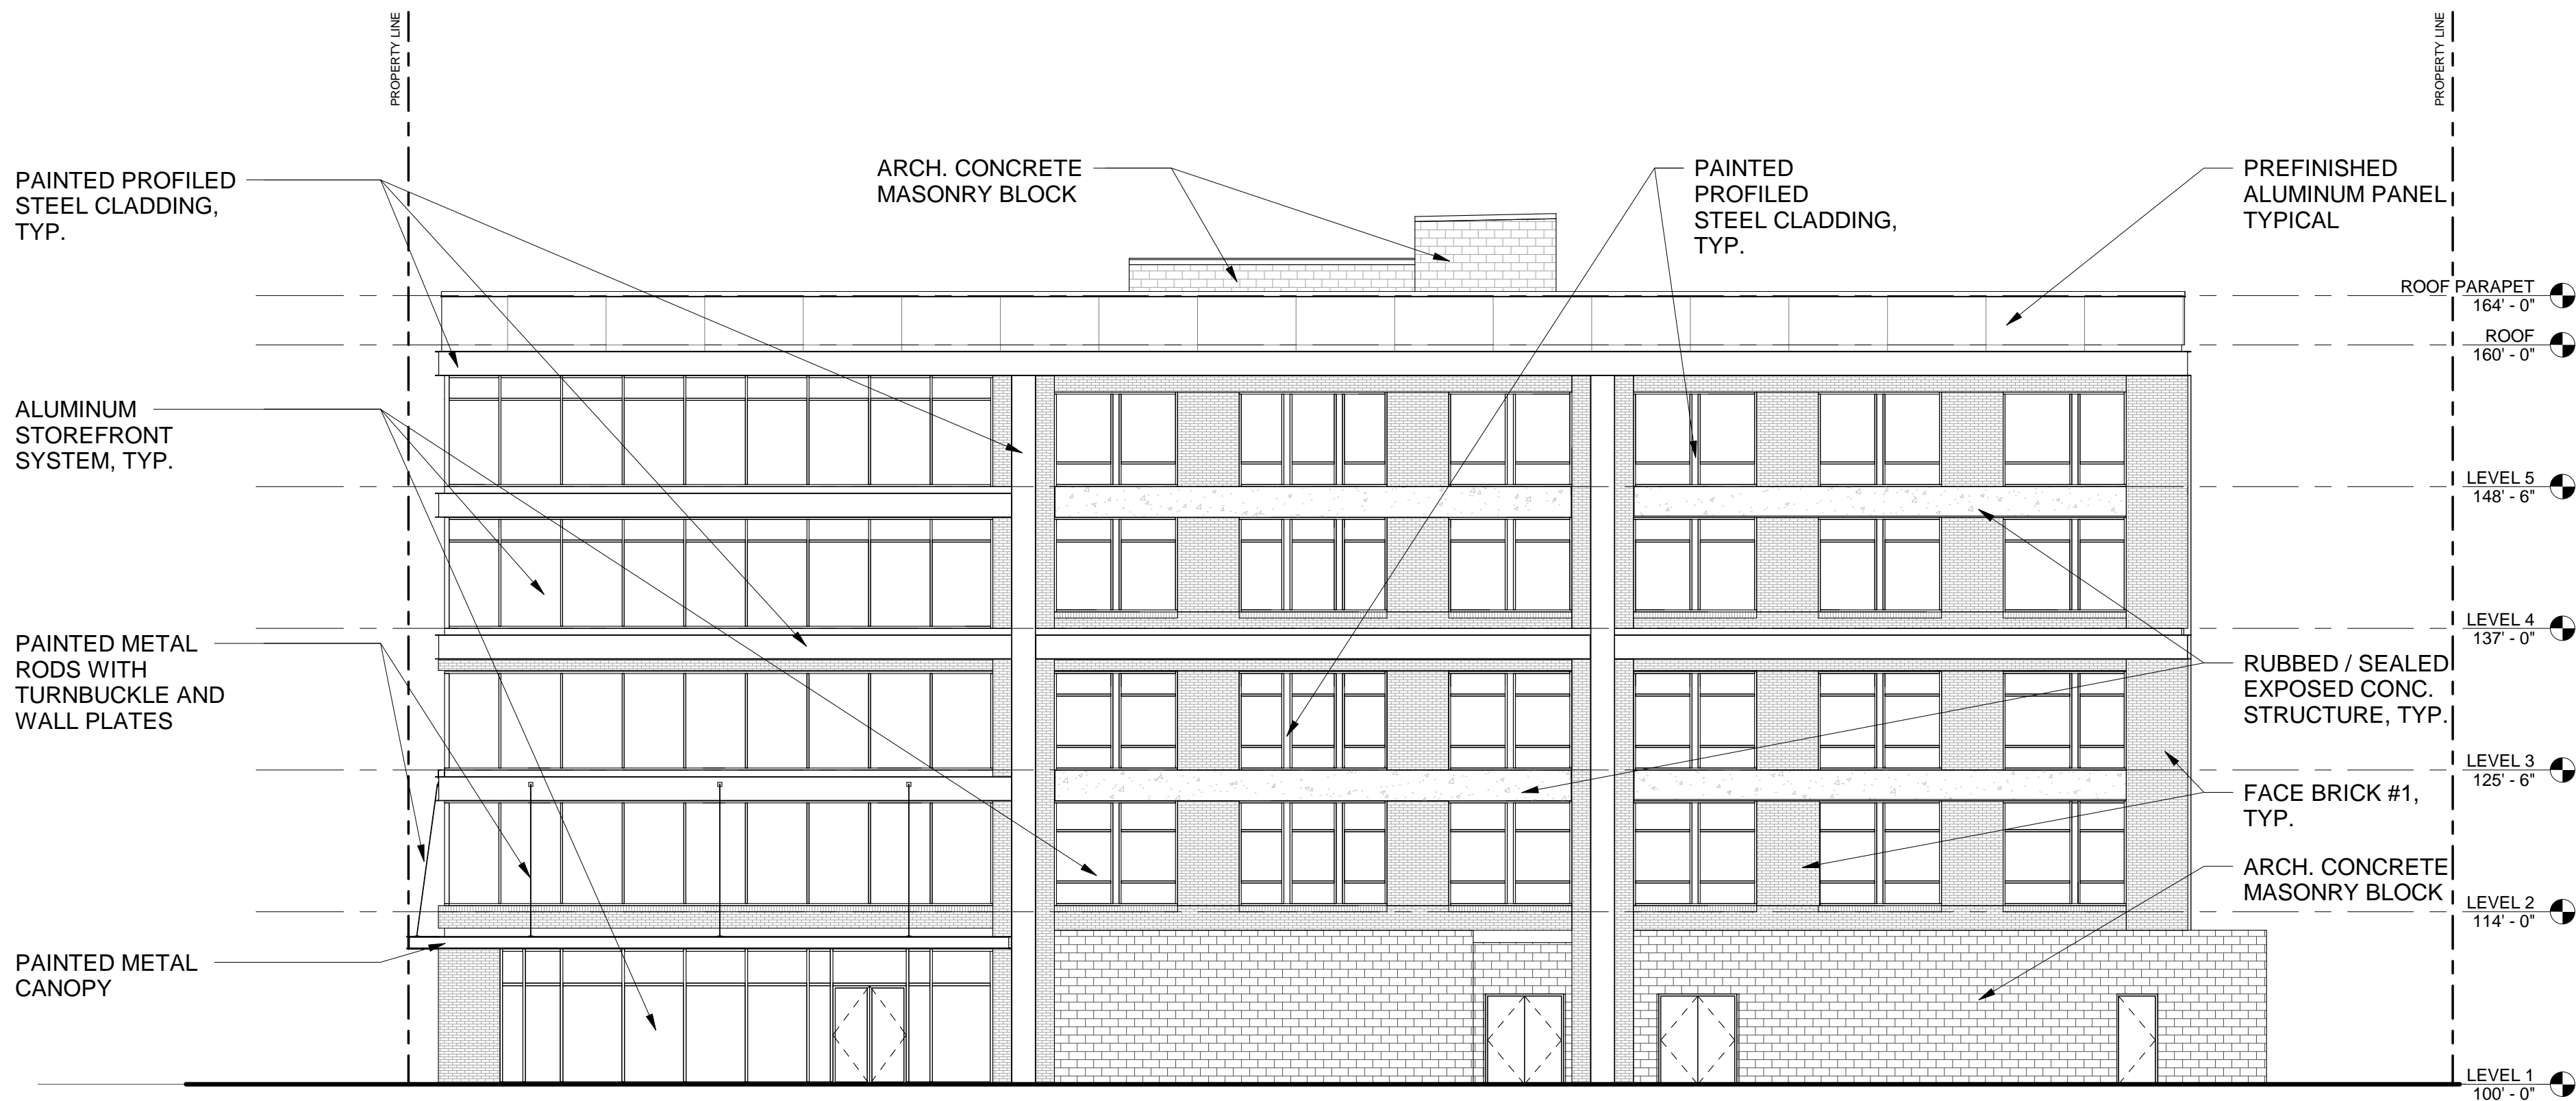 PROPERTY LINE
PROPERTY LINE
PAINTED PROFILED
STEEL CLADDING,
TYP.
ARCH. CONCRETE
MASONRY BLOCK
PAINTED
PROFILED
STEEL CLADDING,
TYP.
PREFINISHED
ALUMINUM PANEL
TYPICAL
ROOF PARAPET
164' - 0"
ROOF
160' - 0"
ALUMINUM
STOREFRONT
SYSTEM, TYP.
LEVEL 5
148' - 6"
PAINTED METAL
RODS WITH
TURNBUCKLE AND
WALL PLATES
LEVEL 4
137' - 0"
RUBBED / SEALED
EXPOSED CONC.
STRUCTURE, TYP.
LEVEL 3
125' - 6"
FACE BRICK #1,
TYP.
ARCH. CONCRETE
MASONRY BLOCK
LEVEL 2
114' - 0"
PAINTED METAL
CANOPY
LEVEL 1
100' - 0"